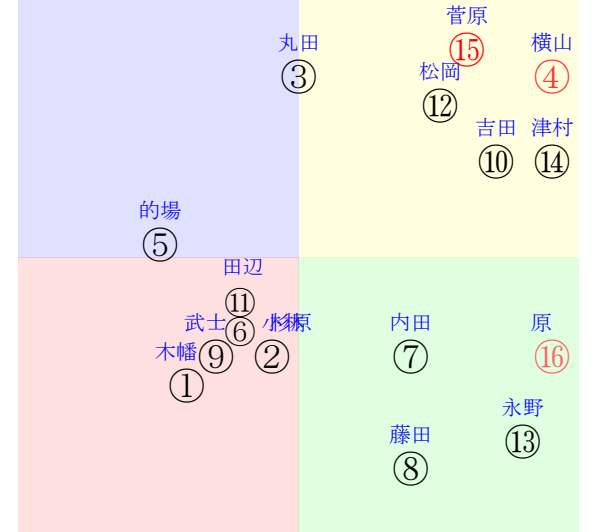 菅原
⑮
丸田
③
横山
④
松岡
⑫
吉田
⑩
津村
⑭
的場
⑤
田辺
⑪
武士
⑨
⑥
②
木幡
①
内田
⑦
原
⑯
永野
⑬
藤田
⑧